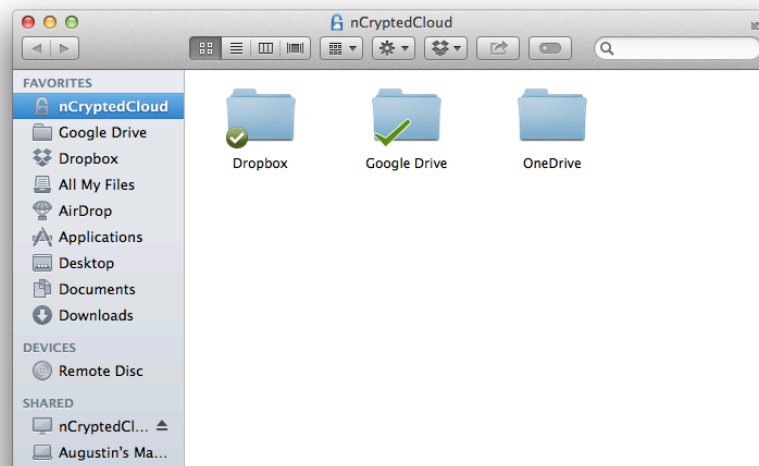 nCryptedCloud
FAVORITES
nCryptedCloud
Google Drive
Dropbox
All My Files
AirDrop
Applications
Desktop
Documents
Downloads
DEVICES
Remote Disc
SHARED
nCryptedCl...
Augustin's Ma...
Dropbox
Google Drive
OneDrive